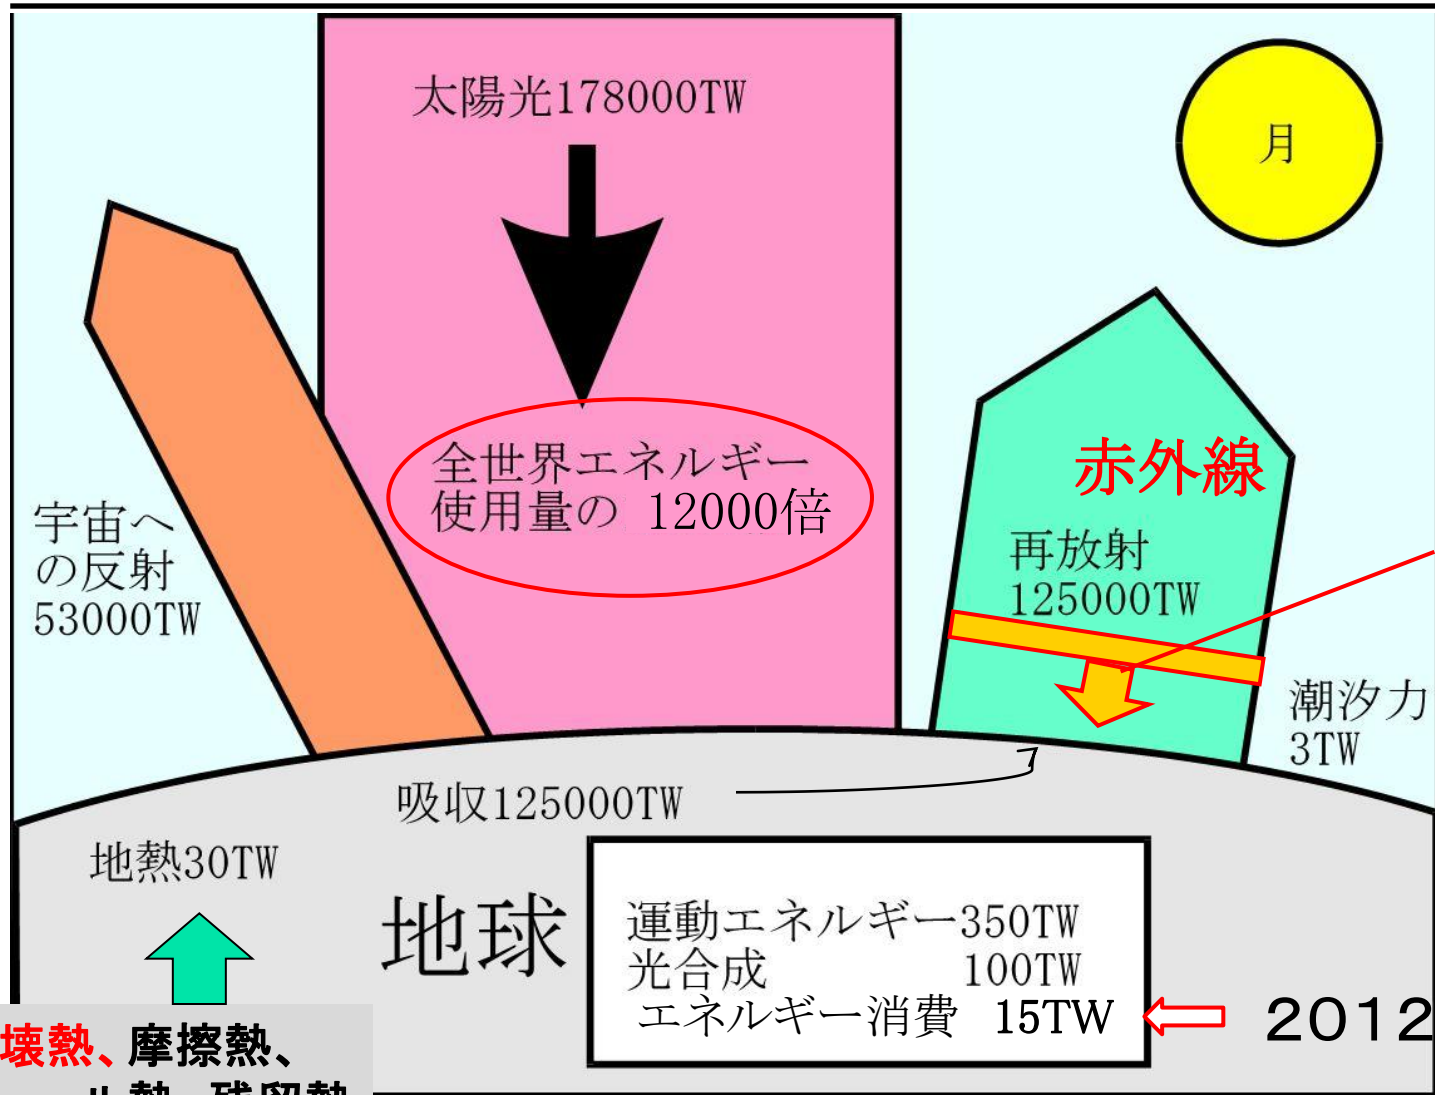 太陽光178000TW
月
全世界エネルギー
使用量の 12000倍
赤外線
宇宙へ
の反射
53000TW
再放射
125000TW
潮汐力
3TW
吸収125000TW
地熱30TW
地球
運動エネルギー350TW
光合成 100TW
エネルギー消費 15TW
2012
壊熱、摩擦熱、
熱、残留熱